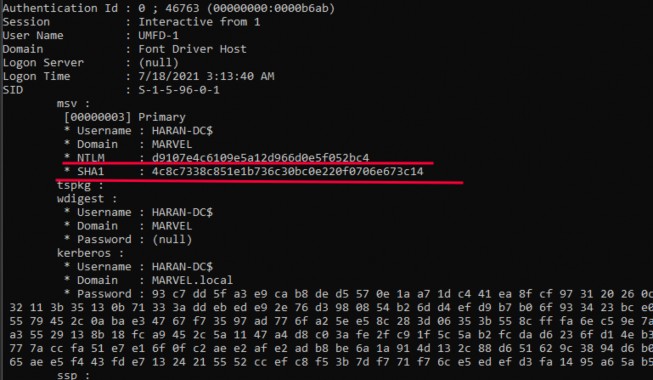 Authentication Id : 0 ; 46763 (00000000:0000b6ab)
Session           : Interactive from 1
User Name         : UMFD-1
Domain            : Font Driver Host
Logon Server      : (null)
Logon Time        : 7/18/2021 3:13:40 AM
SID               : S-1-5-96-0-1
msv :
[00000003] Primary
* Username : HARAN-DC$
* Domain   : MARVEL
* NTLM     : d9107e4c6109e5a12d966d0e5f052bc4
* SHA1     : 4c8c7338c851e1b736c30bc0e220f0706e673c14
tspkg :
wdigest :
* Username : HARAN-DC$
* Domain   : MARVEL
* Password : (null)
kerberos :
* Username : HARAN-DC$
* Domain   : MARVEL.local
* Password : 93 c7 dd 5f a3 e9 ca b8 de d5 57 0e 1a a7 1d c4 41 ea 8f cf 97 31 20 26 0c
32 11 3b 35 13 0b 71 33 3a dd eb ed e9 2e 76 d3 98 08 54 b2 6d d4 ef d9 b7 b0 6f 93 34 23 bc e0
55 79 45 2c 0a ba e3 47 67 f7 35 97 ad 77 6f a2 5e e5 8c 28 3d 06 35 3b 55 8c ff fa 6e c5 9e 7a
a3 55 29 13 8b 18 fc a9 45 2c 5a 11 47 a4 d8 c0 3a fe 2f c9 1f 5c 5a b2 fc da d6 23 6f d1 4e b3
77 7a cc fa 51 e7 e1 6f 0f c2 ae e2 af e2 ad b8 be 6a 1a 91 4d 13 2c 88 d6 51 62 9c 38 94 d6 b0
65 ae e5 f4 43 fd e7 13 24 21 55 52 cc ef c8 f5 3b 7d f7 71 f7 6c e5 ed ef d3 fa 14 95 a6 5a b5
ssp :